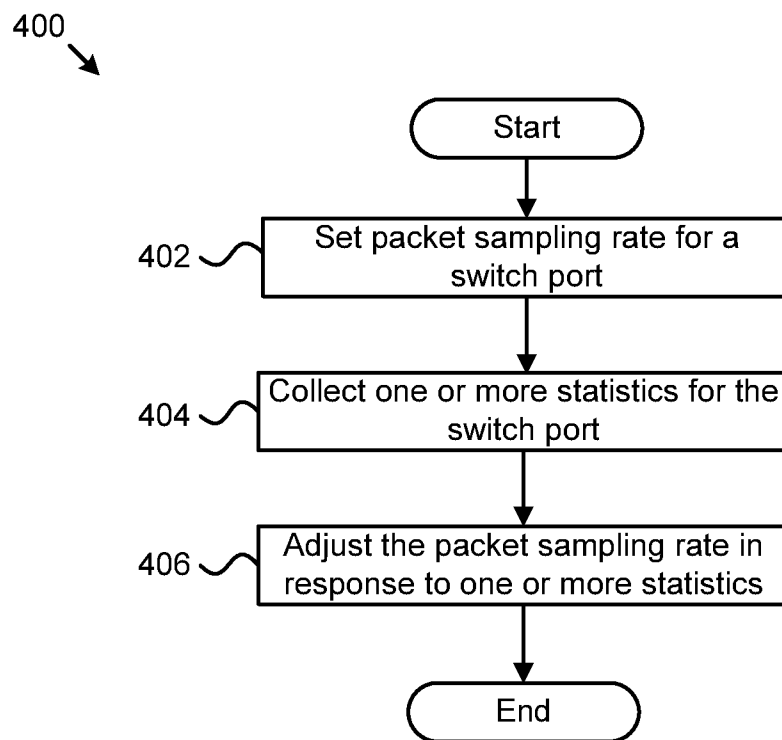 400
Start
402
Set packet sampling rate for a
switch port
404
Collect one or more statistics for the
switch port
406
Adjust the packet sampling rate in
response to one or more statistics
End